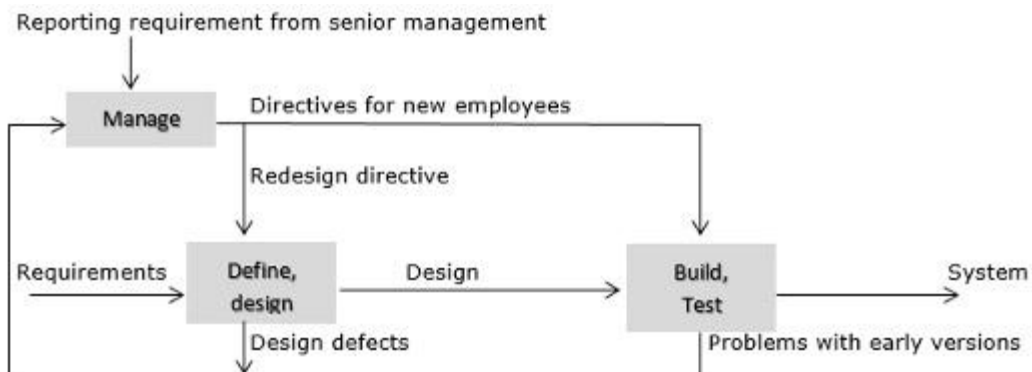 Reporting requirement from senior management
Manage
Directives for new employees
Redesign directive
Requirements
Define,
design
Design
Build,
Test
System
Design defects
Problems with early versions